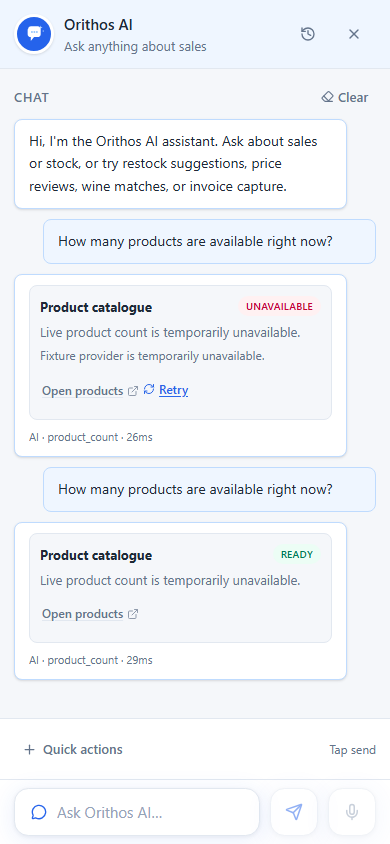 Orithos AI
Ask anything about sales
CHAT
Clear
Hi, I'm the Orithos AI assistant. Ask about sales
or stock, or try restock suggestions, price
reviews, wine matches, or invoice capture.
How many products are available right now?
Product catalogue
UNAVAILABLE
Live product count is temporarily unavailable.
Fixture provider is temporarily unavailable.
Open products
Retry
AI · product_count · 26ms
How many products are available right now?
Product catalogue
READY
Live product count is temporarily unavailable.
Open products
AI · product_count · 29ms
Quick actions
Tap send
Ask Orithos AI...